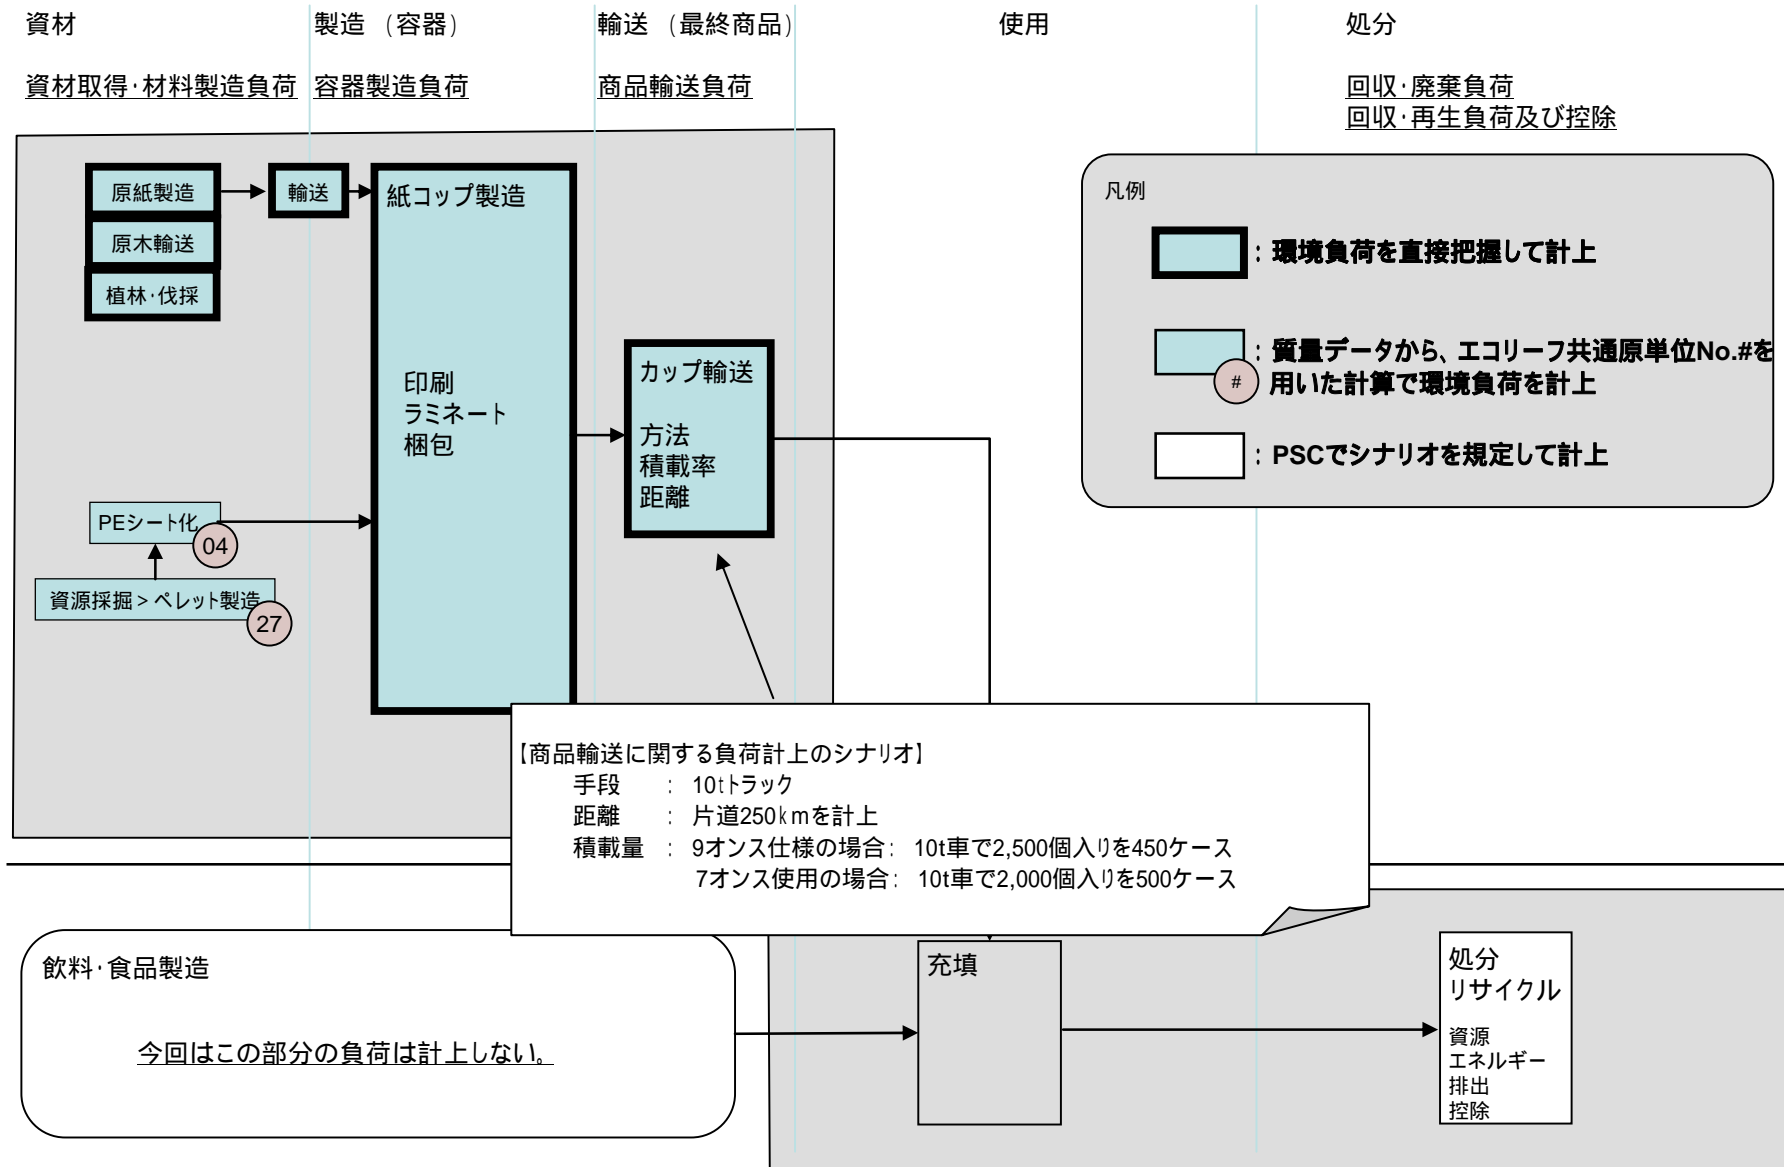 資材
製造 （容器）
輸送 （最終商品）
使用
処分
資材取得・材料製造負荷
容器製造負荷
商品輸送負荷
回収・廃棄負荷
回収・再生負荷及び控除
原紙製造
輸送
原木輸送
植林・伐採
紙コップ製造
印刷
ラミネート
梱包
PEシート化
04
資源採掘＞ペレット製造
27
カップ輸送
方法
積載率
距離
凡例
：環境負荷を直接把握して計上
：質量データから、エコリーフ共通原単位No.#を
用いた計算で環境負荷を計上
#
：PSCでシナリオを規定して計上
【商品輸送に関する負荷計上のシナリオ】
手段 ： 10tトラック
距離 ： 片道250kmを計上
積載量 ： 9オンス仕様の場合： 10t車で2,500個入りを450ケース
7オンス使用の場合： 10t車で2,000個入りを500ケース
飲料・食品製造
今回はこの部分の負荷は計上しない。
充填
処分
リサイクル
資源
エネルギー
排出
控除